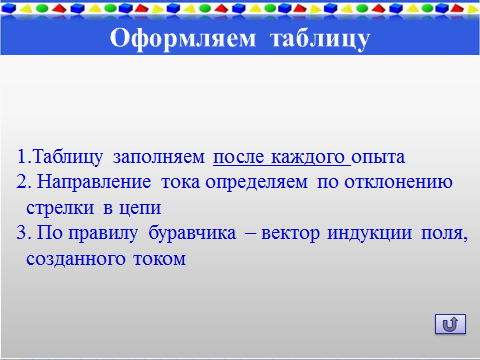 Оформляем таблицу
1.Таблицу заполняем после каждого опыта
2. Направление тока определяем по отклонению
стрелки в цепи
3. По правилу буравчика – вектор индукции поля,
созданного током